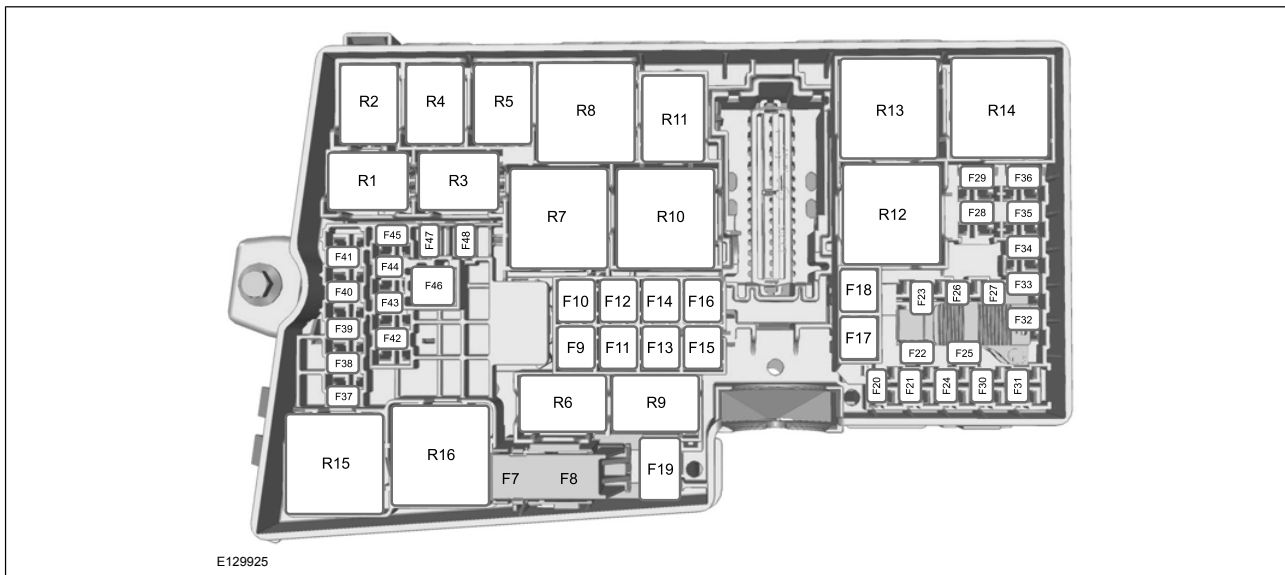 R2 R4 R5 R8 R11 R13 R14
R1 R3 R7 R10 R12 F29 F36
F28 F35
F45 F47 F48 F34
F41 F44 F46 F18 F33
F40 F43 F10 F12 F14 F16 F23 F26 F27
F39 F42 F9 F11 F13 F15 F17 F32
F38 F22 F25
F37 F20 F21 F24 F30 F31
R6 R9
R15 R16 F7 F8 F19
E129925